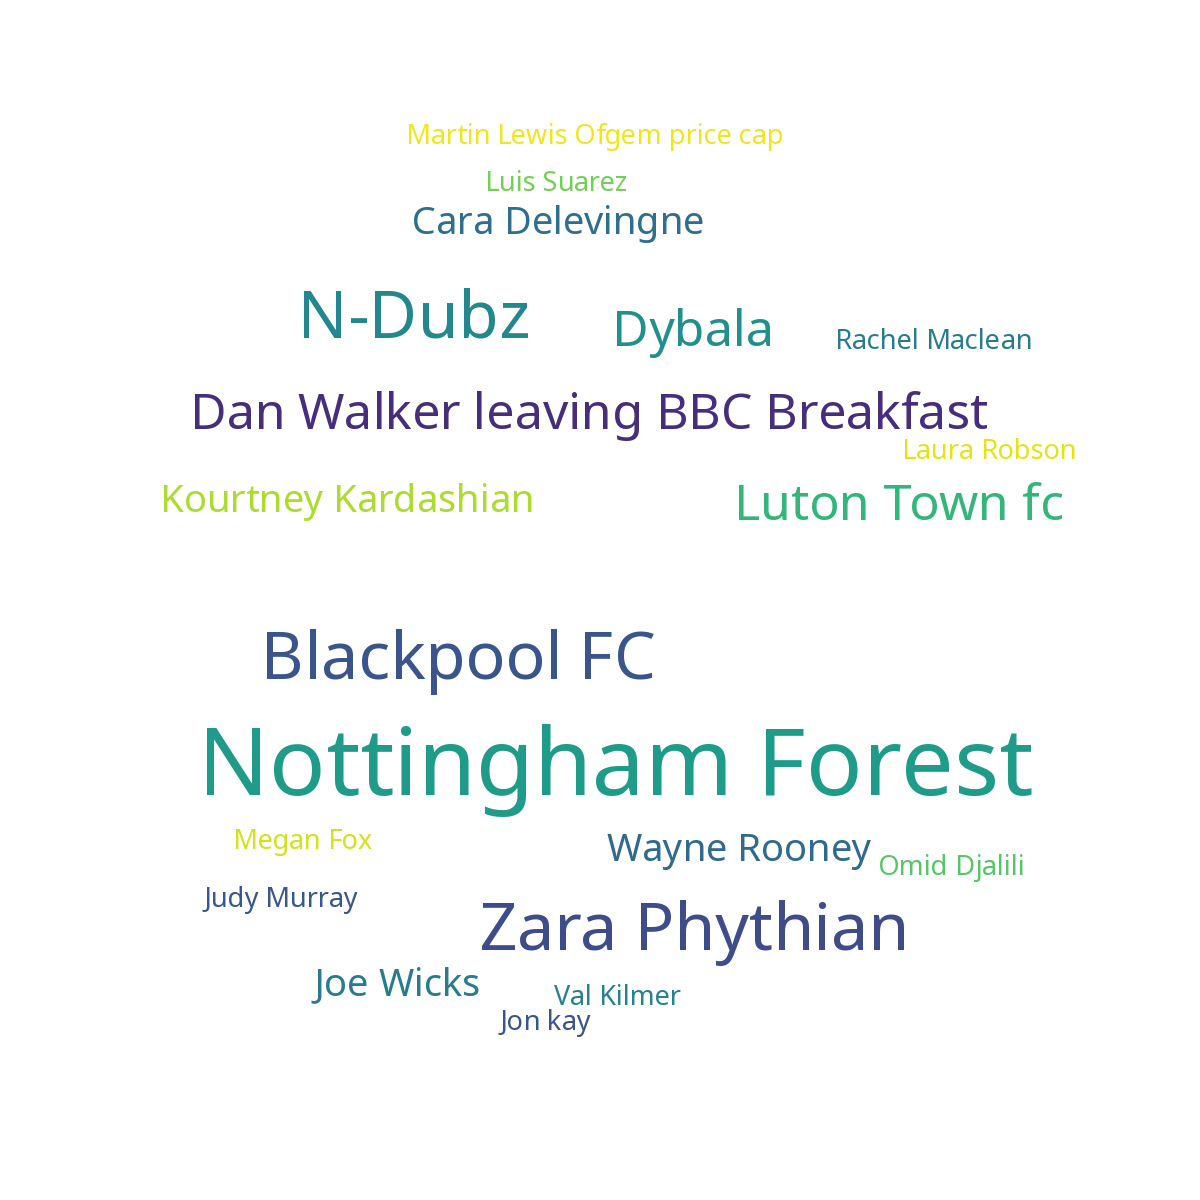 Martin Lewis Ofgem price cap
Luis Suarez
Cara Delevingne
N-Dubz
Dybala
Rachel Maclean
Dan Walker leaving BBC Breakfast
Laura Robson
Kourtney Kardashian
Luton Town fc
Blackpool FC
Nottingham Forest
Megan Fox
Wayne Rooney
Omid Djalili
Judy Murray
Zara Phythian
Joe Wicks
Val Kilmer
Jon kay